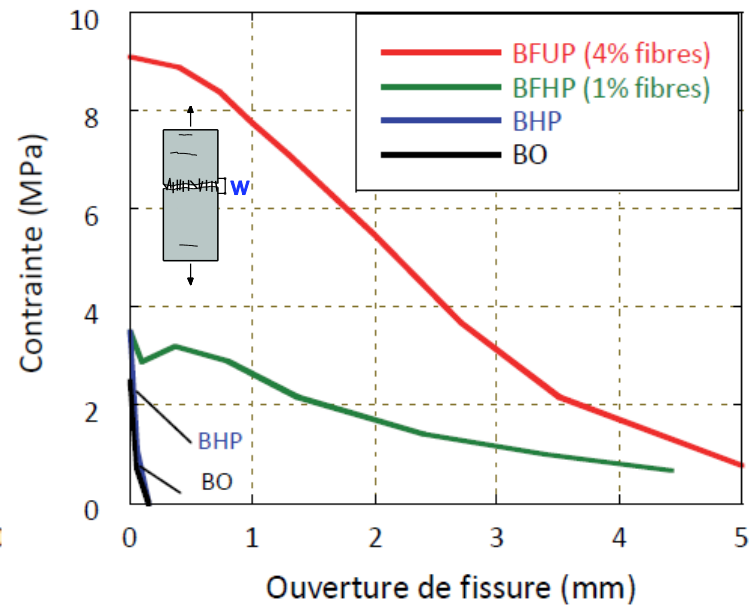 10
8
6
4
2
0
Contrainte (MPa)
BFUP (4% fibres)
BFHP (1% fibres)
BHP
BO
W
BHP
BO
0 1 2 3 4 5
Ouverture de fissure (mm)